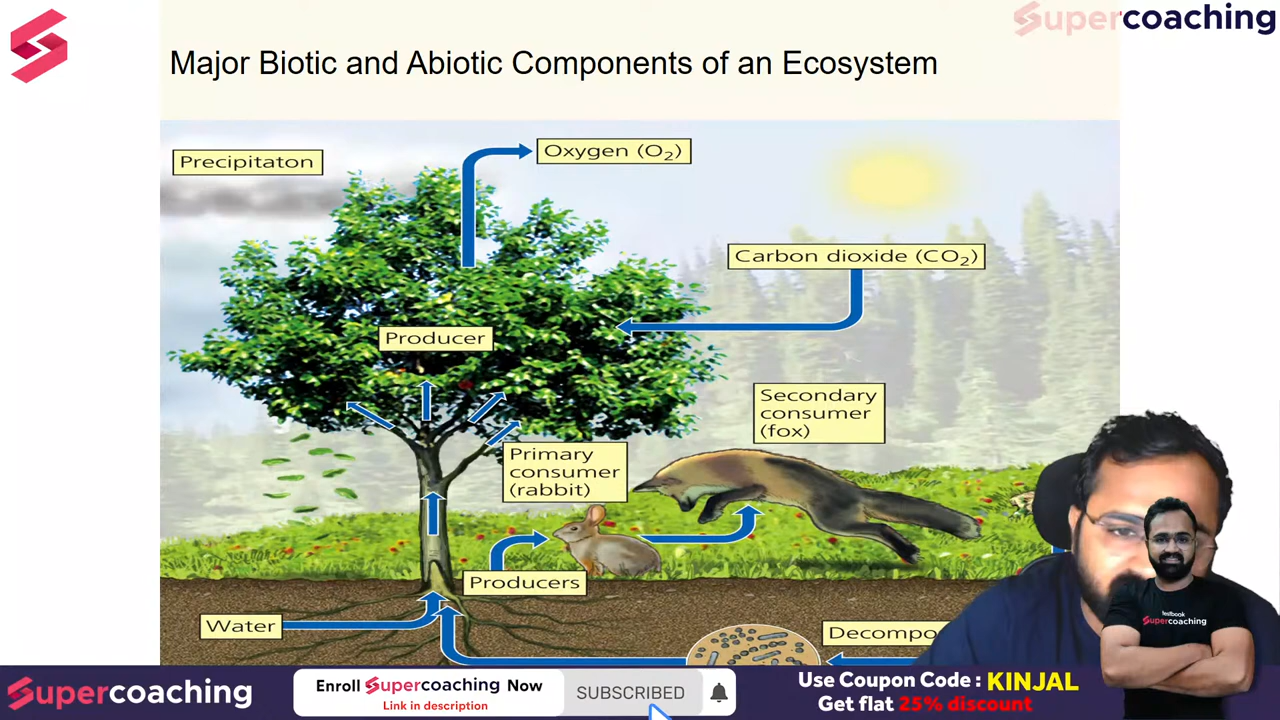 Supercoaching
Major Biotic and Abiotic Components of an Ecosystem
Precipitaton
Oxygen (O₂)
Carbon dioxide (CO₂)
Producer
Secondary
consumer
(fox)
Primary
consumer
(rabbit)
Producers
Water
Decompo
testbook
Supercoaching
Supercoaching
Enroll Supercoaching Now
Link in description
SUBSCRIBED
Use Coupon Code : KINJAL
Get flat 25% discount